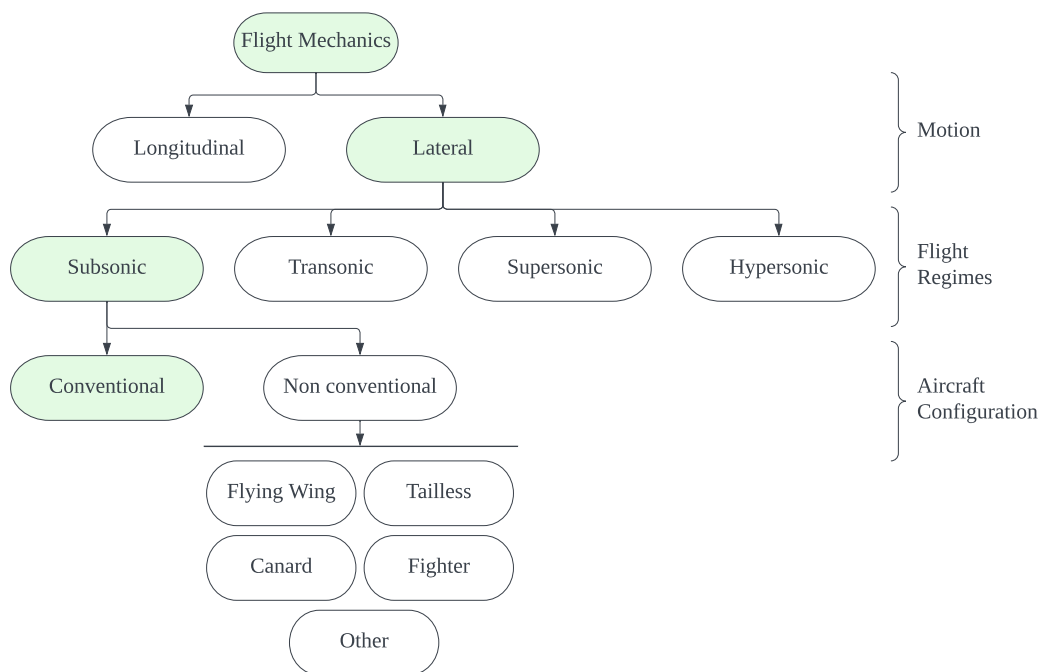 Flight Mechanics
Longitudinal
Lateral
Motion
Subsonic
Transonic
Supersonic
Hypersonic
Flight
Regimes
Conventional
Non conventional
Aircraft
Configuration
Flying Wing
Tailless
Canard
Fighter
Other